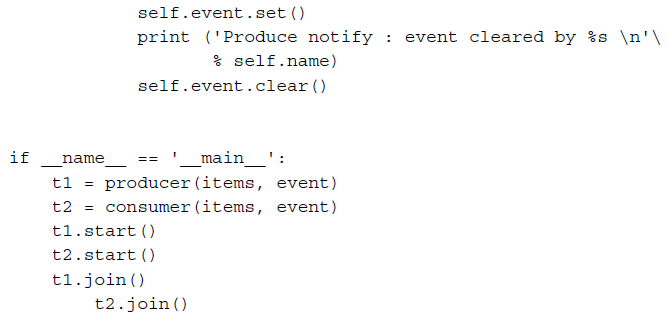 self.event.set()
            print ('Produce notify : event cleared by %s \n'\
                   % self.name)
            self.event.clear()
if __name__ == '__main__':
    t1 = producer(items, event)
    t2 = consumer(items, event)
    t1.start()
    t2.start()
    t1.join()
        t2.join()